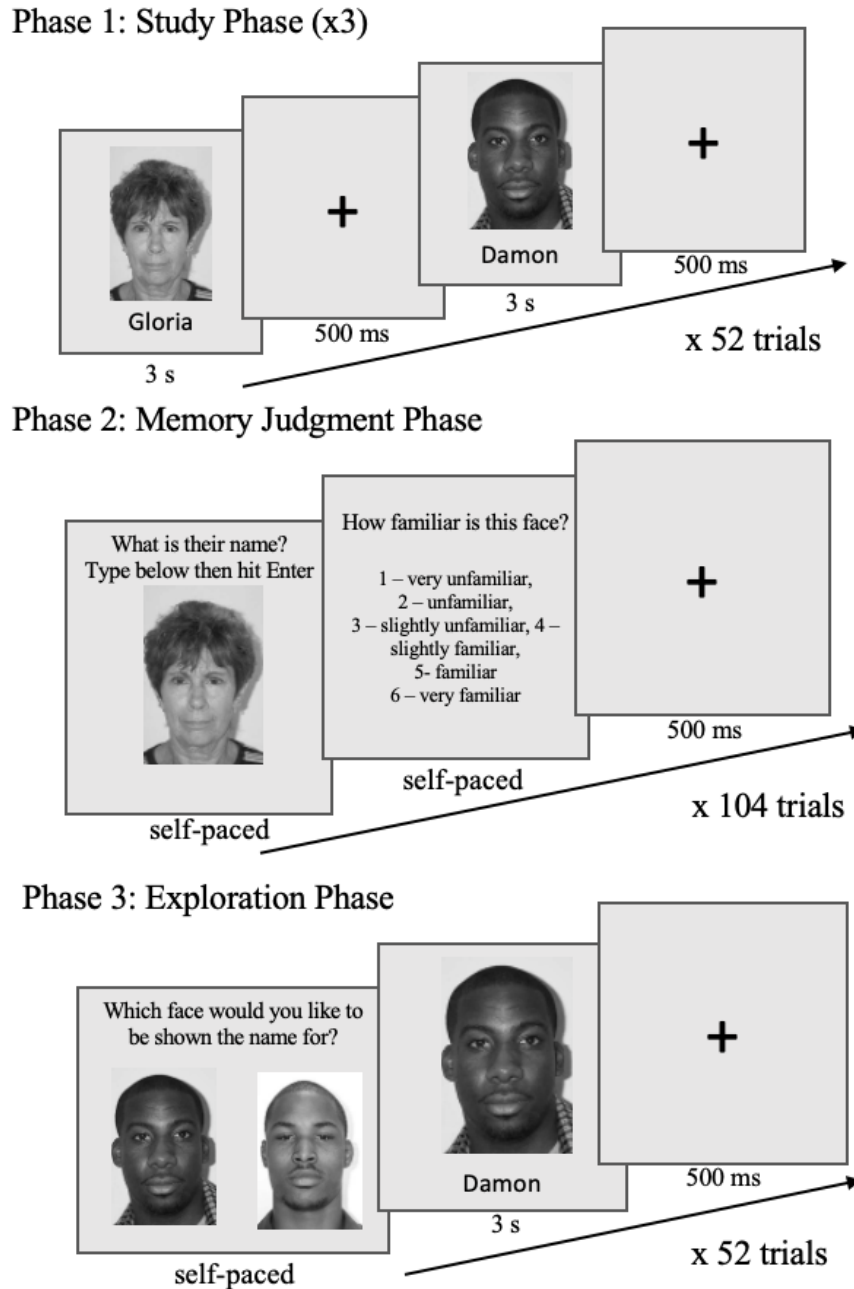 Phase 1: Study Phase (x3)
Gloria
3 s
500 ms
Damon
3 s
500 ms
x 52 trials
Phase 2: Memory Judgment Phase
What is their name?
Type below then hit Enter
self-paced
How familiar is this face?
1 – very unfamiliar,
2 – unfamiliar,
3 – slightly unfamiliar, 4 –
slightly familiar,
5- familiar
6 – very familiar
self-paced
500 ms
x 104 trials
Phase 3: Exploration Phase
Which face would you like to
be shown the name for?
self-paced
Damon
3 s
500 ms
x 52 trials